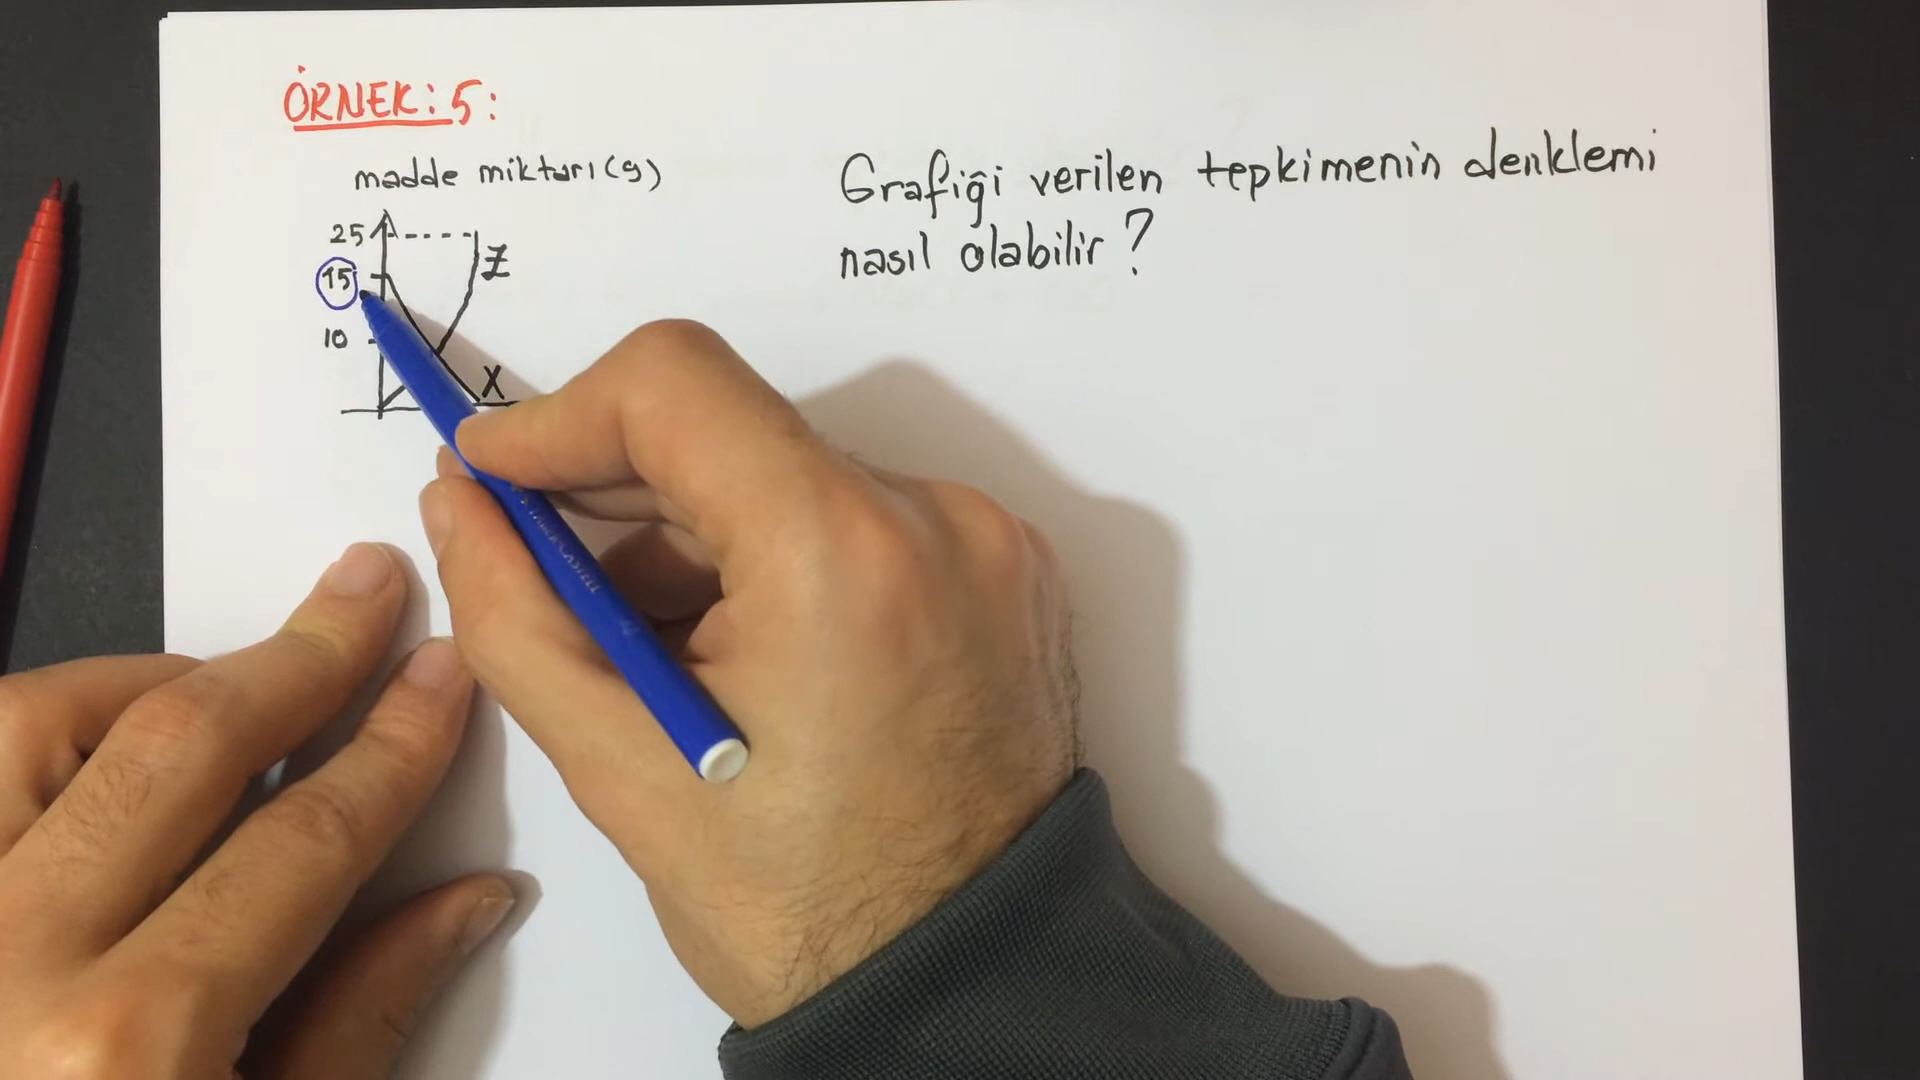 ÖRNEK: 5:
madde miktarı(g)
Grafiği verilen tepkimenin denklemi
nasıl olabilir?
25
Z
15
10
X